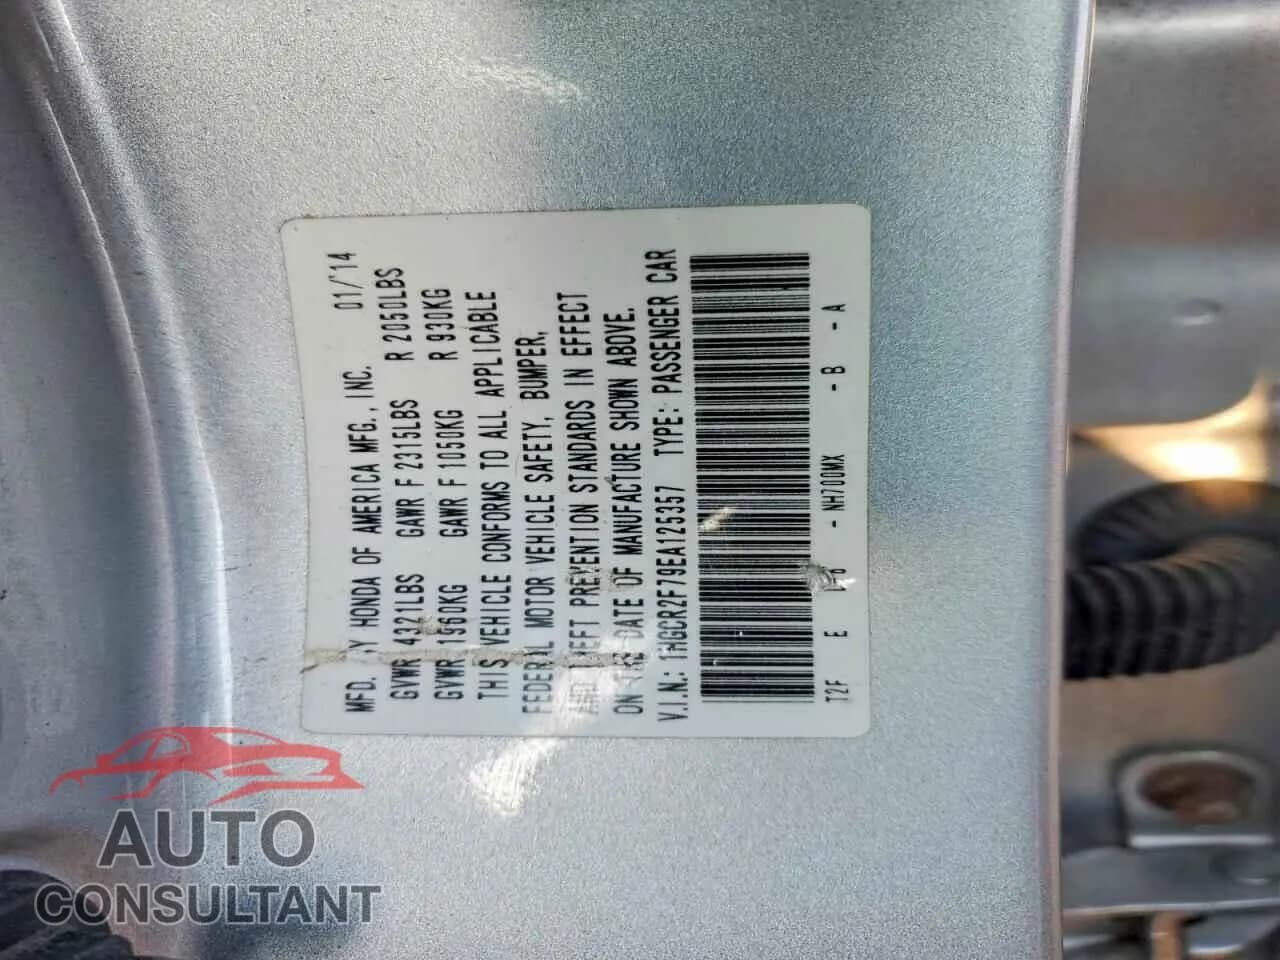 MFD. BY HONDA OF AMERICA MFG., INC. 01/'14
GVWR 4321LBS GAWR F 2315LBS R 2050LBS
GVWR 1960KG GAWR F 1050KG R 930KG
THIS VEHICLE CONFORMS TO ALL APPLICABLE
FEDERAL MOTOR VEHICLE SAFETY, BUMPER,
AND THEFT PREVENTION STANDARDS IN EFFECT
ON THE DATE OF MANUFACTURE SHOWN ABOVE.
V.I.N.: 1HGCR2F79EA125357 TYPE: PASSENGER CAR
T2F E - NH700MX - B - A
AUTO
CONSULTANT